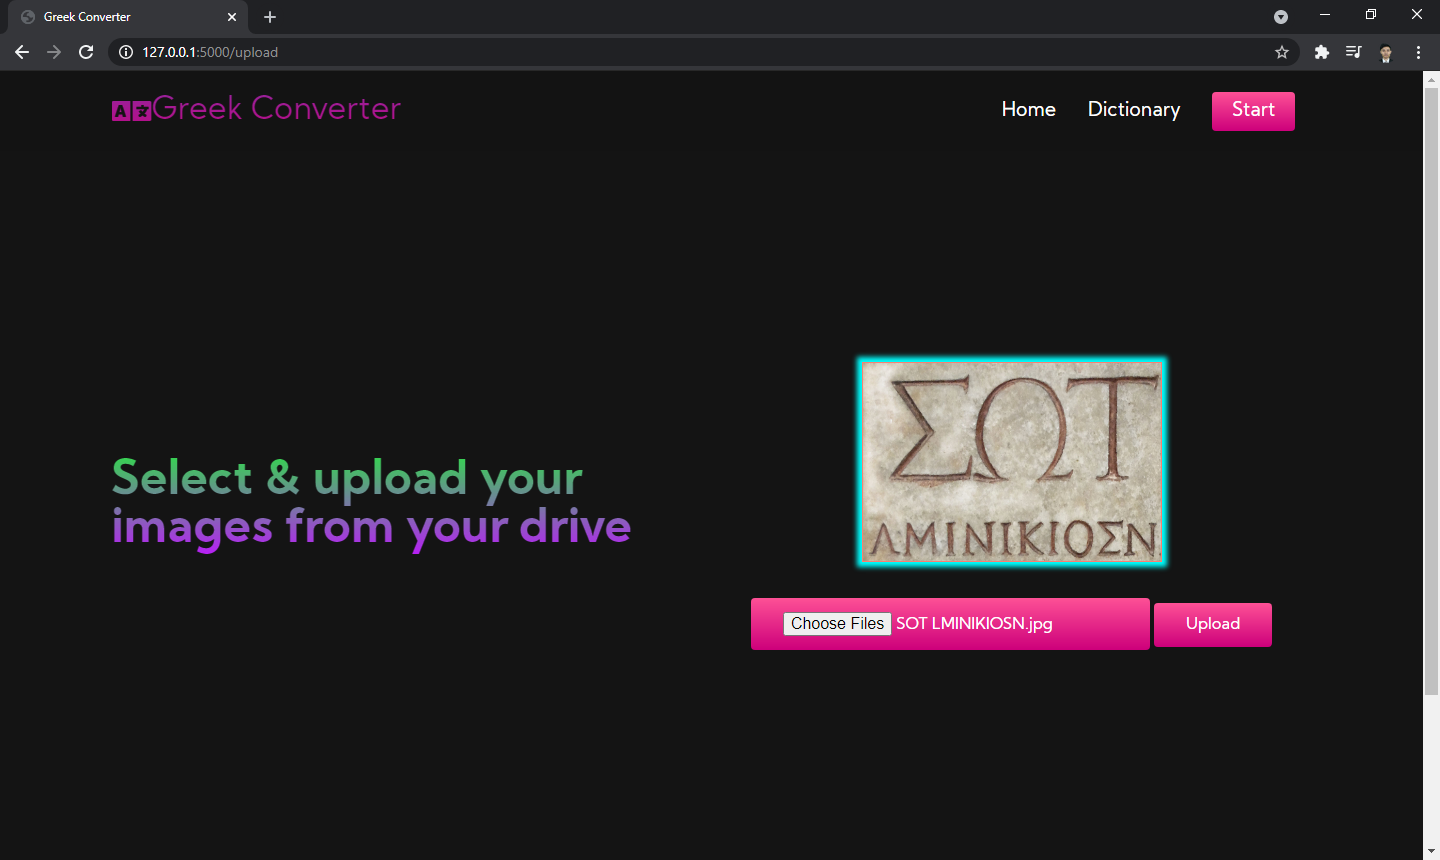 Greek Converter
127.0.0.1:5000/upload
Greek Converter
Home
Dictionary
Start
Select & upload your
images from your drive
ΣΩΤ
ΛΜΙΝΙΚΙΟΣΝ
Choose Files SOT LMINIKIOSN.jpg
Upload